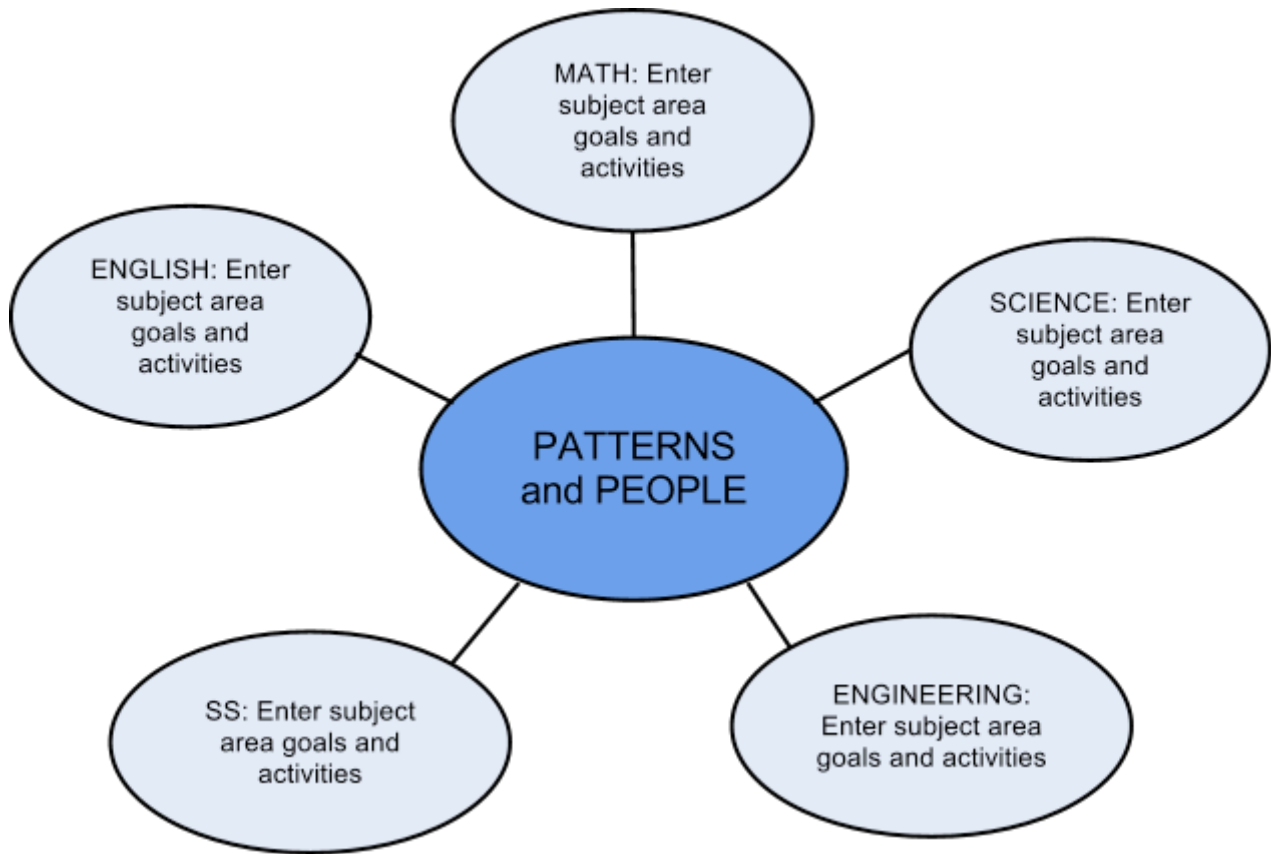 MATH: Enter
subject area
goals and
activities
ENGLISH: Enter
subject area
goals and
activities
SCIENCE: Enter
subject area
goals and
activities
PATTERNS
and PEOPLE
SS: Enter subject
area goals and
activities
ENGINEERING:
Enter subject area
goals and activities